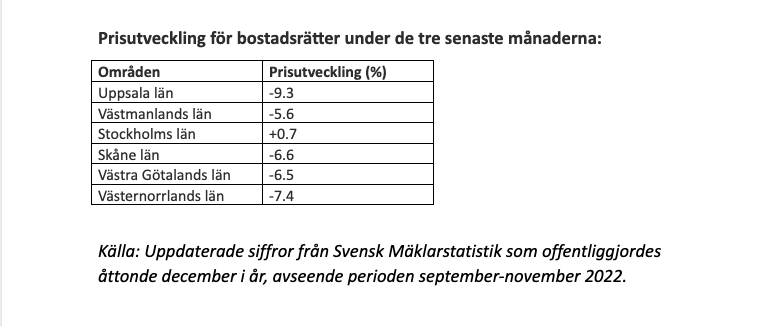 Prisutveckling för bostadsrätter under de tre senaste månaderna:
Områden Prisutveckling (%)
Uppsala län -9.3
Västmanlands län -5.6
Stockholms län +0.7
Skåne län -6.6
Västra Götalands län -6.5
Västernorrlands län -7.4
Källa: Uppdaterade siffror från Svensk Mäklarstatistik som offentliggjordes
åttonde december i år, avseende perioden september-november 2022.